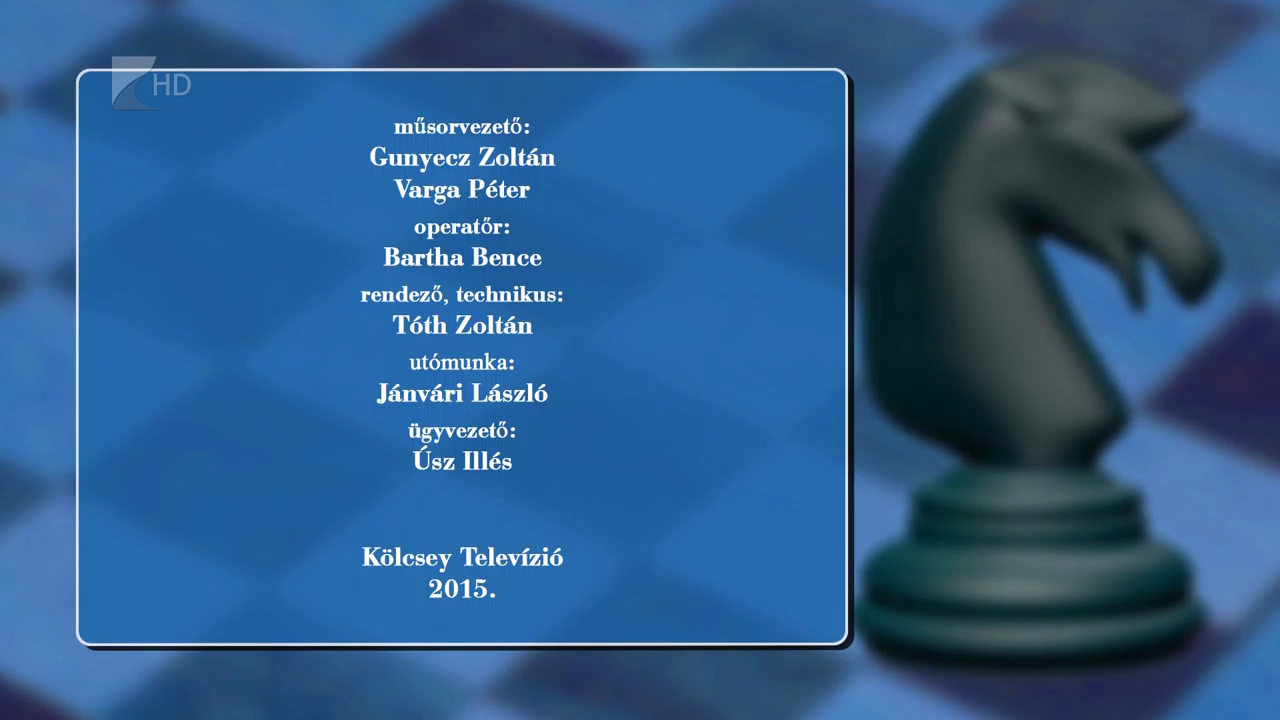 HD
műsorvezető:
Gunyecz Zoltán
Varga Péter
operatőr:
Bartha Bence
rendező, technikus:
Tóth Zoltán
utómunka:
Jánvári László
ügyvezető:
Úsz Illés
Kölcsey Televízió
2015.